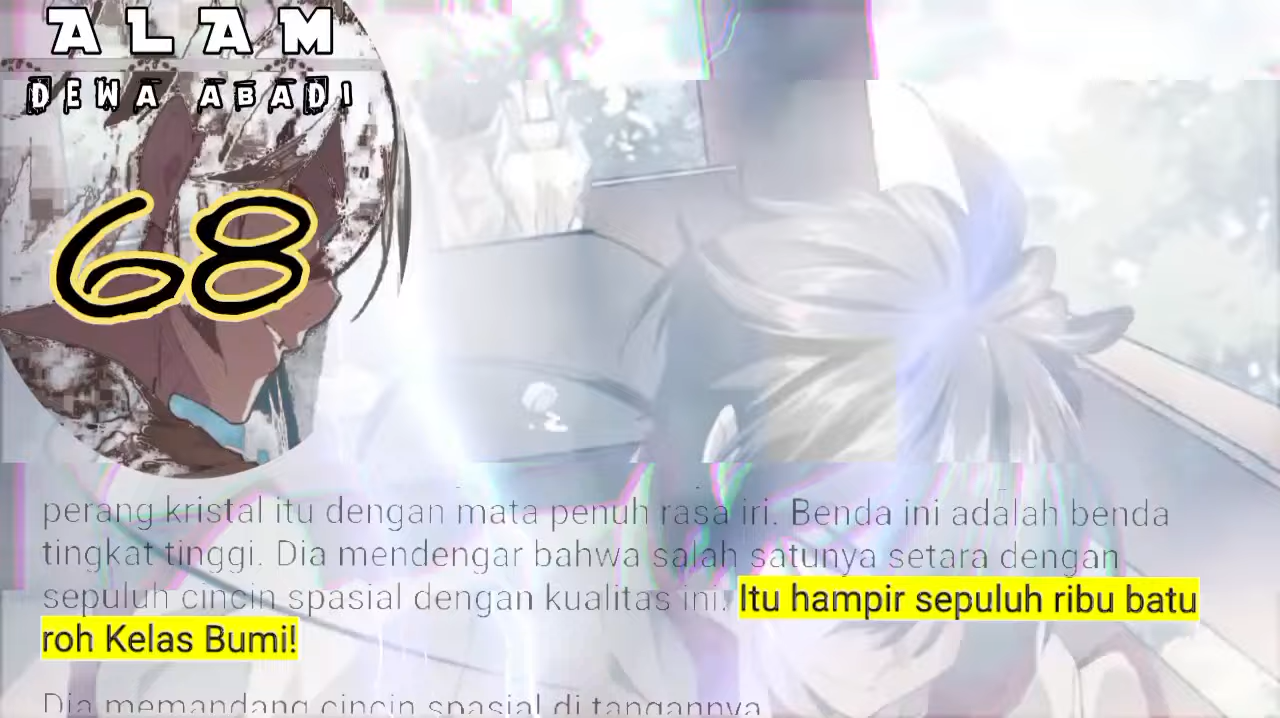 ALAM
DEWA ABADI
68
perang kristal itu dengan mata penuh rasa iri. Benda ini adalah benda
tingkat tinggi. Dia mendengar bahwa salah satunya setara dengan
sepuluh cincin spasial dengan kualitas ini. Itu hampir sepuluh ribu batu
roh Kelas Bumi!
Dia memandang cincin spasial di tangannya